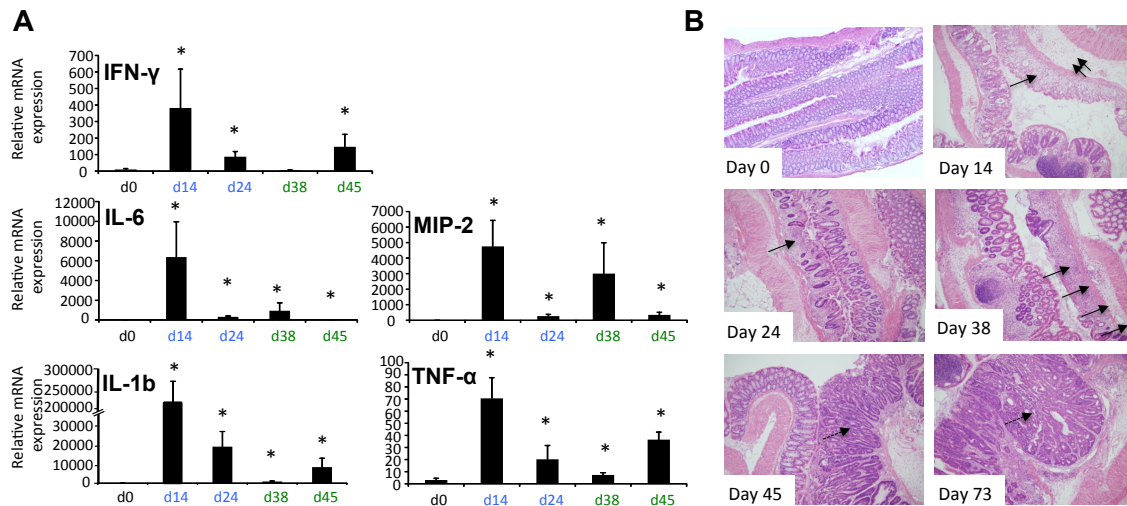 A
Relative mRNA
expression
IFN-γ
700
600
500
400
300
200
100
0
*
*
*
d0 d14 d24 d38 d45
Relative mRNA
expression
IL-6
12000
10000
8000
6000
4000
2000
0
*
*
*
*
d0 d14 d24 d38 d45
MIP-2
7000
6000
5000
4000
3000
2000
1000
0
*
*
*
*
d0 d14 d24 d38 d45
Relative mRNA
expression
IL-1b
300000
250000
200000
30000
20000
10000
0
*
*
*
*
d0 d14 d24 d38 d45
TNF-α
100
90
80
70
60
50
40
30
20
10
0
*
*
*
*
d0 d14 d24 d38 d45
B
Day 0
Day 14
Day 24
Day 38
Day 45
Day 73